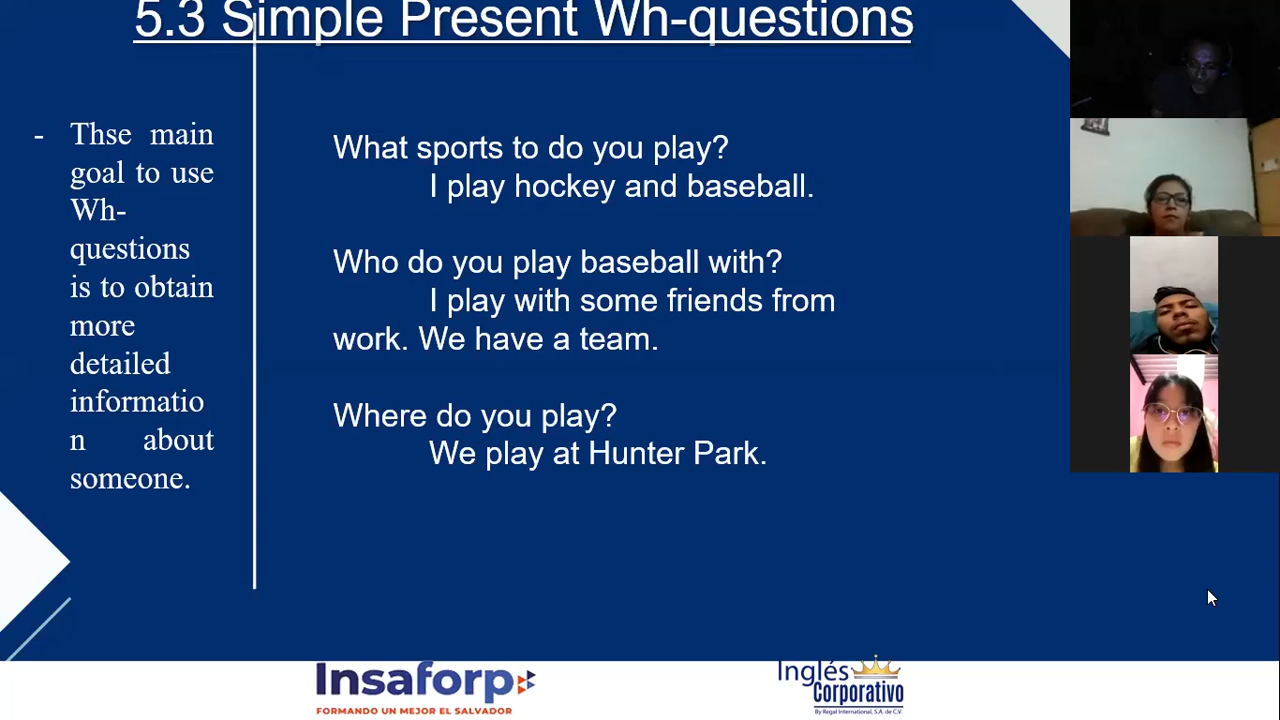 5.3 Simple Present Wh-questions
- Thse main
goal to use
Wh-
questions
is to obtain
more
detailed
informatio
n about
someone.
What sports to do you play?
I play hockey and baseball.
Who do you play baseball with?
I play with some friends from
work. We have a team.
Where do you play?
We play at Hunter Park.
Insaforp
FORMANDO UN MEJOR EL SALVADOR
Inglés
Corporativo
By Regal International, S.A. de C.V.